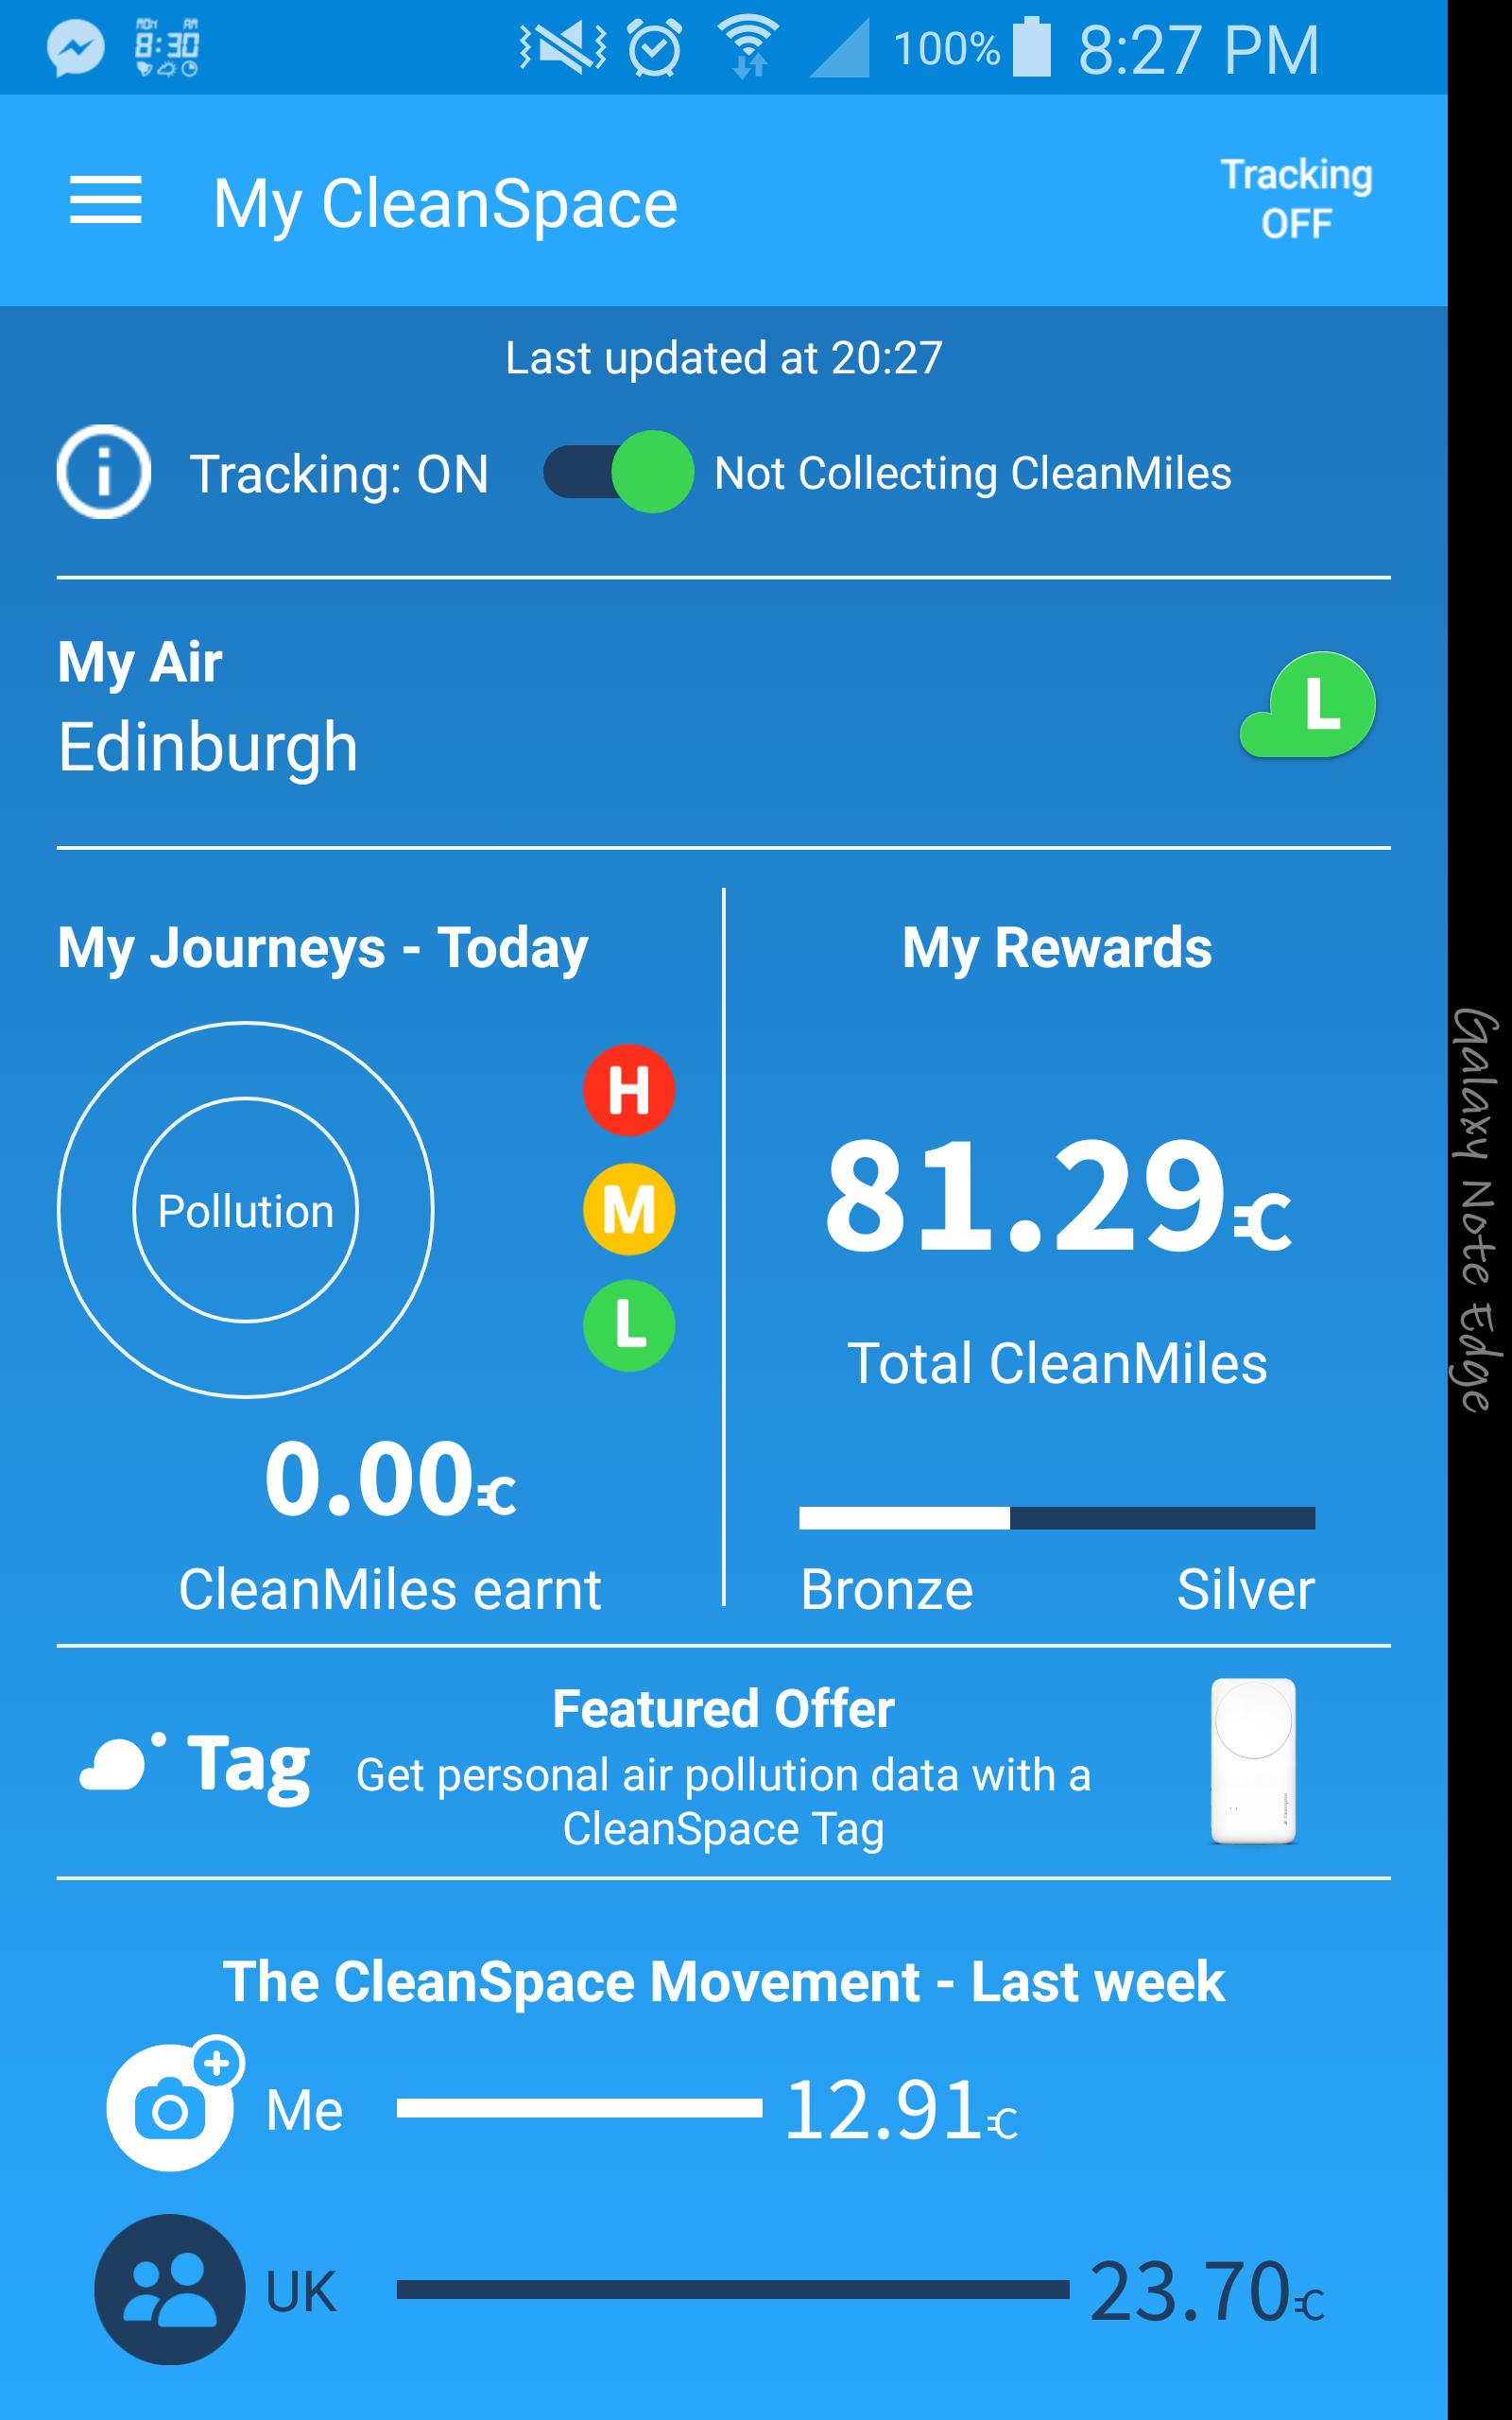 MON AM
8:30
100% 8:27 PM
My CleanSpace
Tracking
OFF
Last updated at 20:27
Tracking: ON
Not Collecting CleanMiles
My Air
Edinburgh
L
My Journeys - Today
Pollution
H
M
L
0.00C
CleanMiles earnt
My Rewards
81.29C
Total CleanMiles
Bronze
Silver
Tag
Featured Offer
Get personal air pollution data with a
CleanSpace Tag
The CleanSpace Movement - Last week
Me
12.91C
UK
23.70C
Galaxy Note Edge